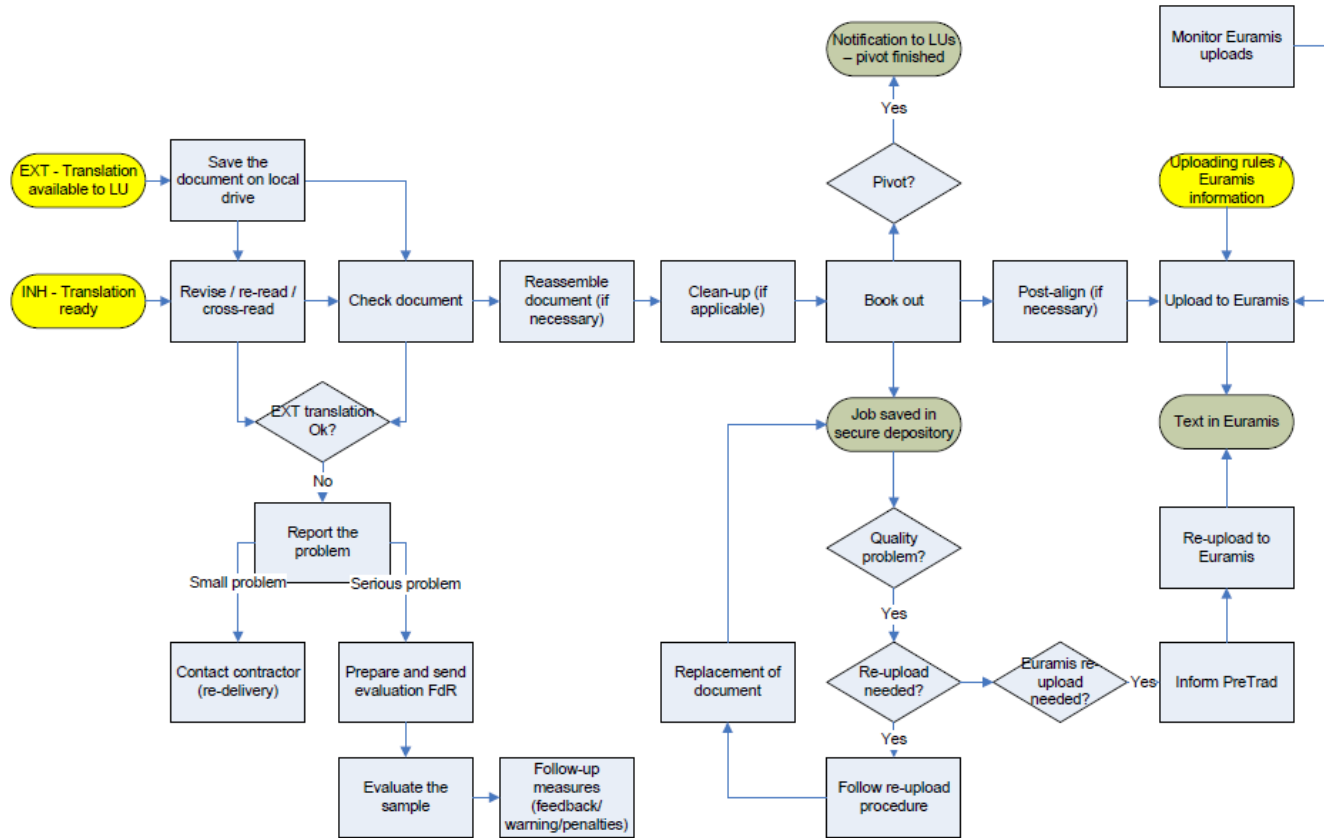 Notification to LUs
– pivot finished
Monitor Euramis
uploads
Yes
EXT - Translation
available to LU
Save the
document on local
drive
Pivot?
Uploading rules /
Euramis
information
INH - Translation
ready
Revise / re-read /
cross-read
Check document
Reassemble
document (if
necessary)
Clean-up (if
applicable)
Book out
Post-align (if
necessary)
Upload to Euramis
EXT translation
Ok?
Job saved in
secure depository
Text in Euramis
No
Report the
problem
Quality
problem?
Re-upload to
Euramis
Small problem
Serious problem
Yes
Contact contractor
(re-delivery)
Prepare and send
evaluation FdR
Replacement of
document
Re-upload
needed?
Euramis re-
upload
needed?
Yes
Inform PreTrad
Yes
Evaluate the
sample
Follow-up
measures
(feedback/
warning/penalties)
Follow re-upload
procedure